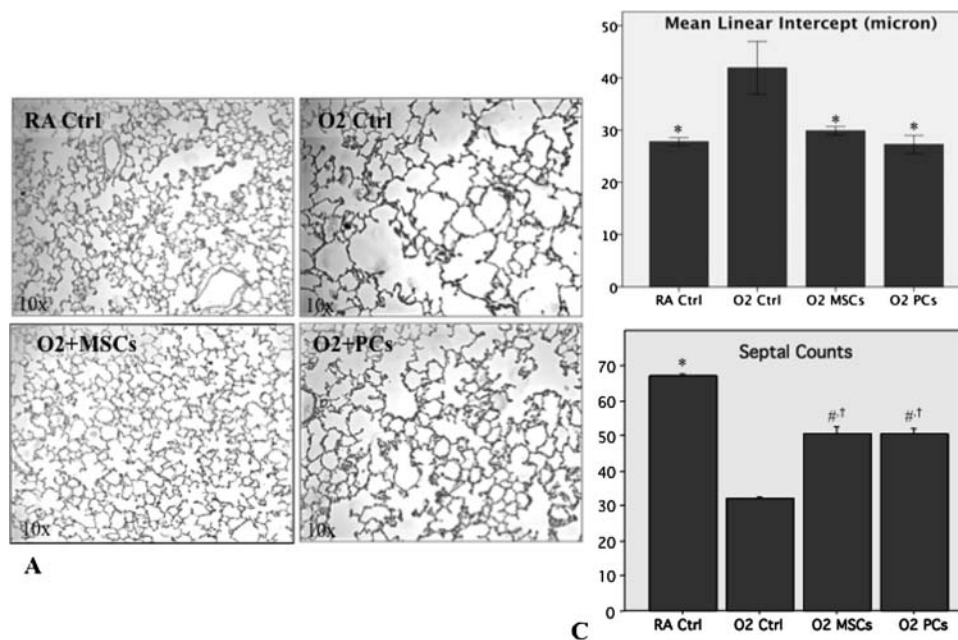 RA Ctrl
10x
O2 Ctrl
10x
O2+MSCs
10x
O2+PCs
10x
A
Mean Linear Intercept (micron)
50
40
30
20
10
0
*
*
*
RA Ctrl O2 Ctrl O2 MSCs O2 PCs
Septal Counts
70
60
50
40
30
20
10
0
*
#,†
#,†
RA Ctrl O2 Ctrl O2 MSCs O2 PCs
C